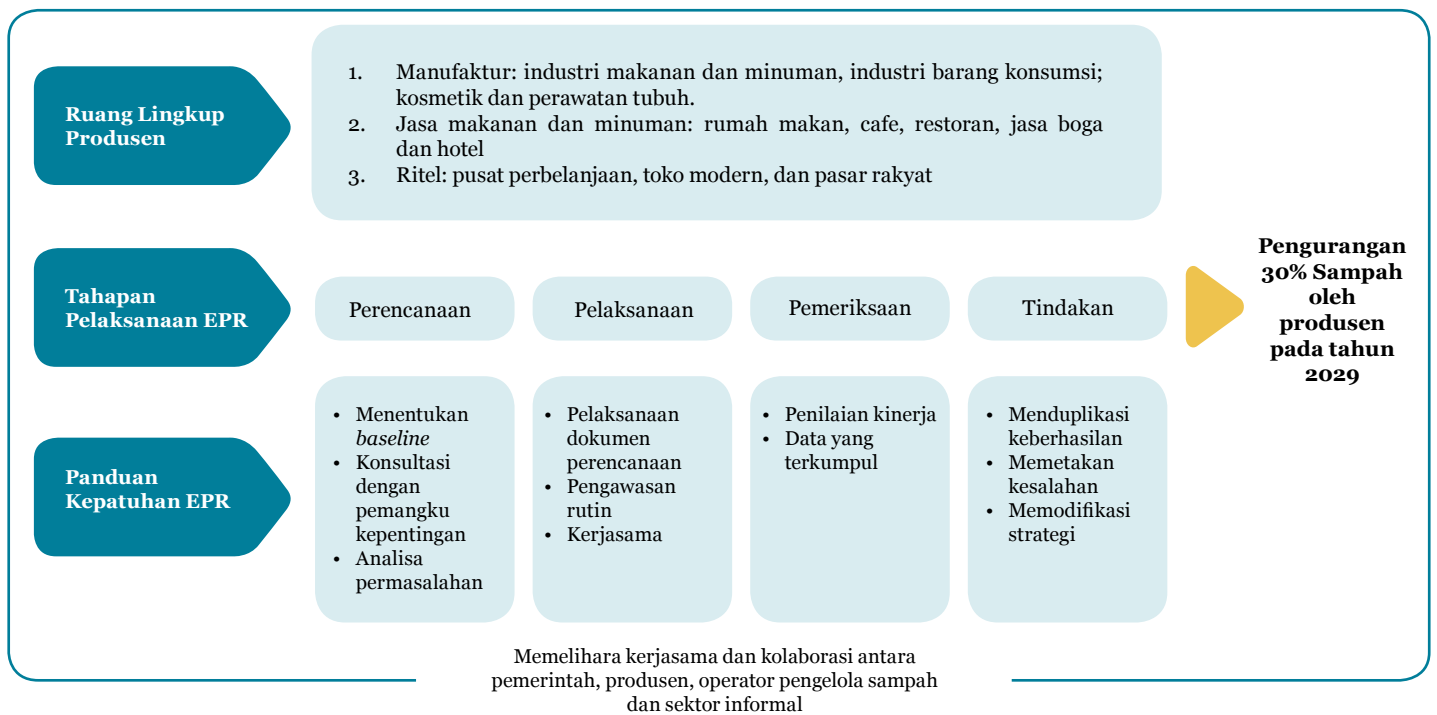 Ruang Lingkup
Produsen
1. Manufaktur: industri makanan dan minuman, industri barang konsumsi;
kosmetik dan perawatan tubuh.
2. Jasa makanan dan minuman: rumah makan, cafe, restoran, jasa boga
dan hotel
3. Ritel: pusat perbelanjaan, toko modern, dan pasar rakyat
Tahapan
Pelaksanaan EPR
Perencanaan
Pelaksanaan
Pemeriksaan
Tindakan
Pengurangan
30% Sampah
oleh
produsen
pada tahun
2029
Panduan
Kepatuhan EPR
• Menentukan
baseline
• Konsultasi
dengan
pemangku
kepentingan
• Analisa
permasalahan
• Pelaksanaan
dokumen
perencanaan
• Pengawasan
rutin
• Kerjasama
• Penilaian kinerja
• Data yang
terkumpul
• Menduplikasi
keberhasilan
• Memetakan
kesalahan
• Memodifikasi
strategi
Memelihara kerjasama dan kolaborasi antara
pemerintah, produsen, operator pengelola sampah
dan sektor informal